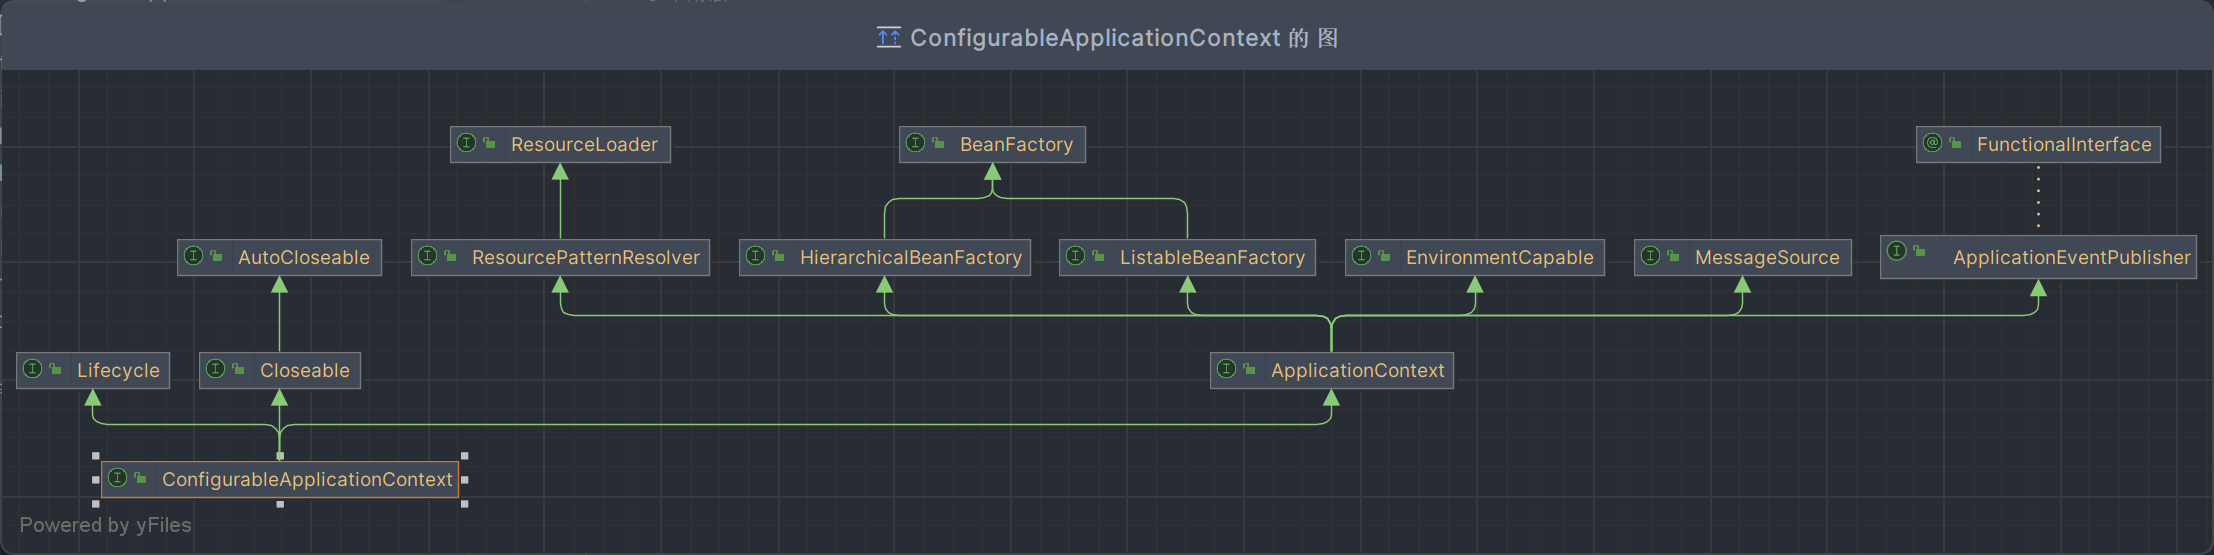 ConfigurableApplicationContext 的 图
ResourceLoader
BeanFactory
FunctionalInterface
AutoCloseable
ResourcePatternResolver
HierarchicalBeanFactory
ListableBeanFactory
EnvironmentCapable
MessageSource
ApplicationEventPublisher
Lifecycle
Closeable
ApplicationContext
ConfigurableApplicationContext
Powered by yFiles